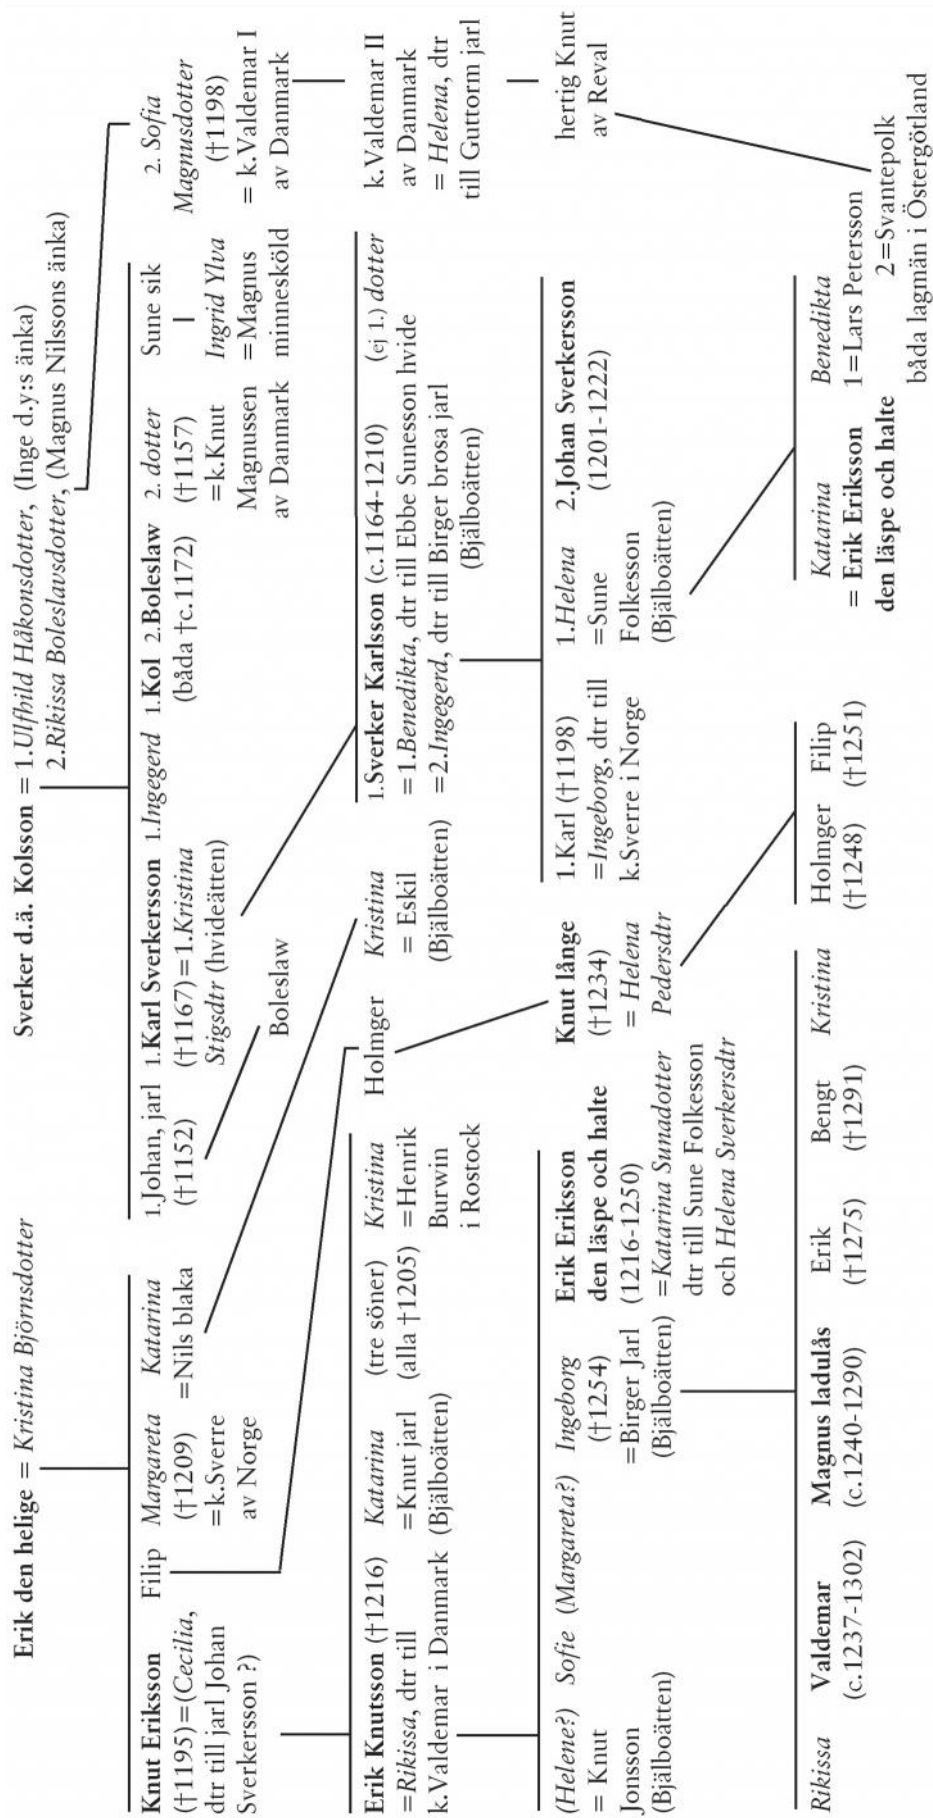 Erik den helige = Kristina Björnsdotter
Sverker d.ä. Kolsson = 1.Ulfhild Håkonsdotter, (Inge d.y:s änka)
2.Rikissa Boleslavsdotter, (Magnus Nilssons änka)
Knut Eriksson
(†1195)=(Cecilia,
dtr till jarl Johan
Sverkersson ?)
Filip
Margareta
(†1209)
=k.Sverre
av Norge
Katarina
=Nils blaka
1.Johan, jarl
(†1152)
Boleslaw
1.Karl Sverkersson
(†1167)=1.Kristina
Stigsdtr (hvideätten)
1.Ingegerd
1.Kol 2.Boleslaw
(båda †c.1172)
2. dotter
(†1157)
=k.Knut
Magnussen
av Danmark
Sune sik
Ingrid Ylva
=Magnus
minnesköld
2. Sofia
Magnusdotter
(†1198)
= k.Valdemar I
av Danmark
Erik Knutsson (†1216)
=Rikissa, dtr till
k.Valdemar i Danmark
Katarina
=Knut jarl
(Bjälboätten)
(tre söner)
(alla †1205)
Kristina
=Henrik
Burwin
i Rostock
Holmger
Kristina
= Eskil
(Bjälboätten)
1.Sverker Karlsson (c.1164-1210)
=1.Benedikta, dtr till Ebbe Sunesson hvide
=2.Ingegerd, dtr till Birger brosa jarl
(Bjälboätten)
(ej 1.) dotter
k.Valdemar II
av Danmark
= Helena, dtr
till Guttorm jarl
(Helene?)
= Knut
Jonsson
(Bjälboätten)
Sofie
(Margareta?)
Ingeborg
(†1254)
=Birger Jarl
(Bjälboätten)
Erik Eriksson
den läspe och halte
(1216-1250)
=Katarina Sunadotter
dtr till Sune Folkesson
och Helena Sverkersdtr
Knut långe
(†1234)
= Helena
Pedersdtr
1.Karl (†1198)
=Ingeborg, dtr till
k.Sverre i Norge
1.Helena
=Sune
Folkesson
(Bjälboätten)
2.Johan Sverkersson
(1201-1222)
hertig Knut
av Reval
Rikissa
Valdemar
(c.1237-1302)
Magnus ladulås
(c.1240-1290)
Erik
(†1275)
Bengt
(†1291)
Kristina
Holmger
(†1248)
Filip
(†1251)
Katarina
= Erik Eriksson
den läspe och halte
Benedikta
1=Lars Petersson
2=Svantepolk
båda lagmän i Östergötland